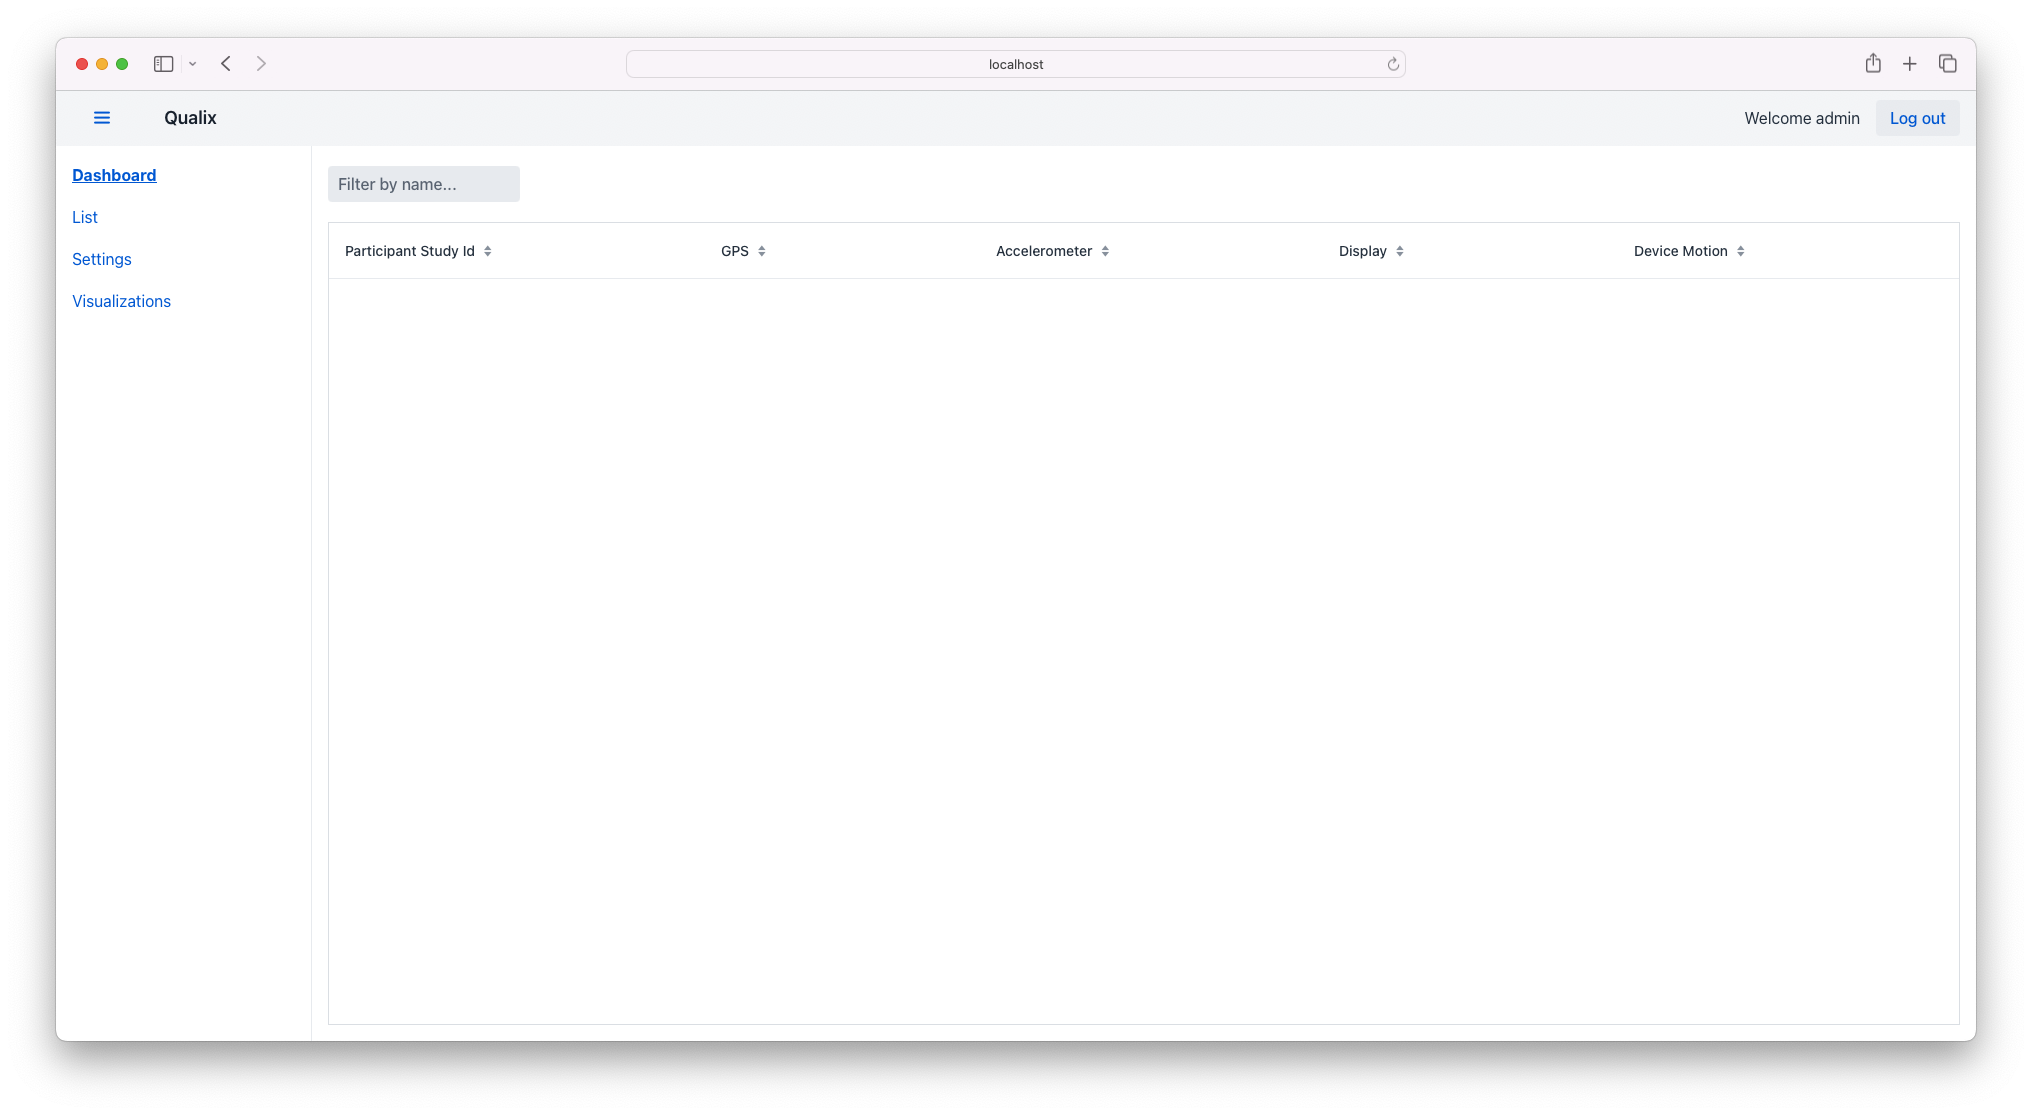 localhost
Qualix
Welcome admin
Log out
Dashboard
List
Settings
Visualizations
Filter by name...
Participant Study Id
GPS
Accelerometer
Display
Device Motion